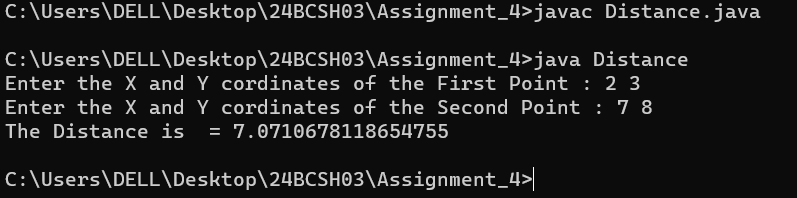 C:\Users\DELL\Desktop\24BCSH03\Assignment_4>javac Distance.java
C:\Users\DELL\Desktop\24BCSH03\Assignment_4>java Distance
Enter the X and Y cordinates of the First Point : 2 3
Enter the X and Y cordinates of the Second Point : 7 8
The Distance is  = 7.0710678118654755
C:\Users\DELL\Desktop\24BCSH03\Assignment_4>